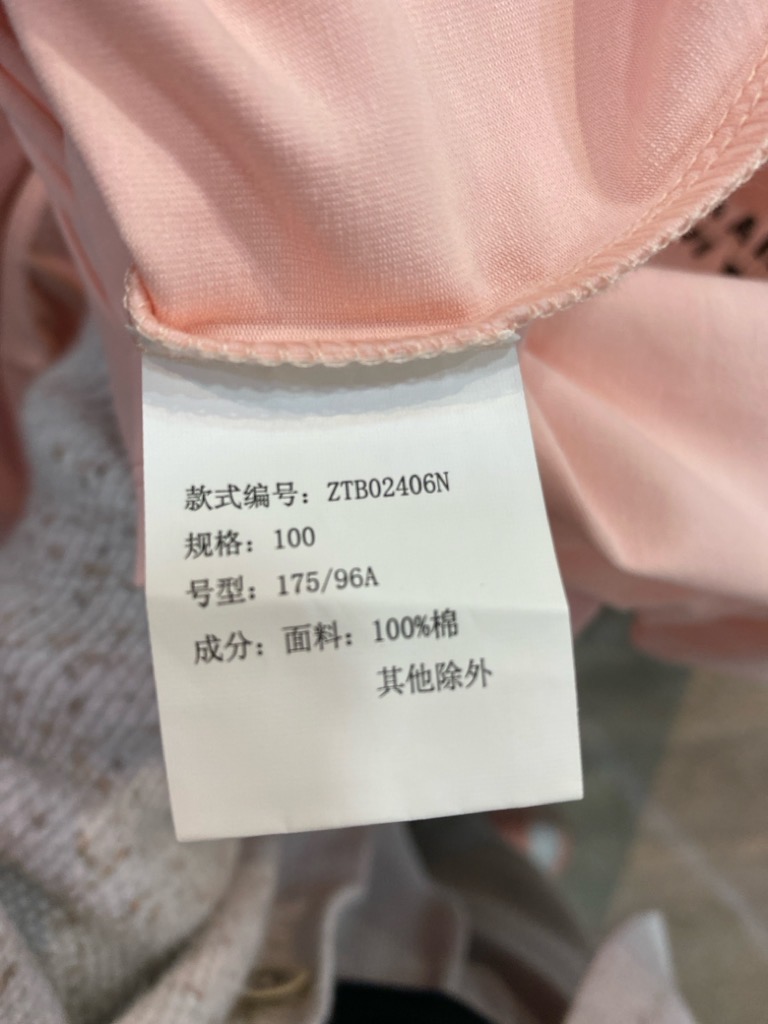 款式编号：ZTB02406N
规格：100
号型：175/96A
成分：面料：100%棉
其他除外